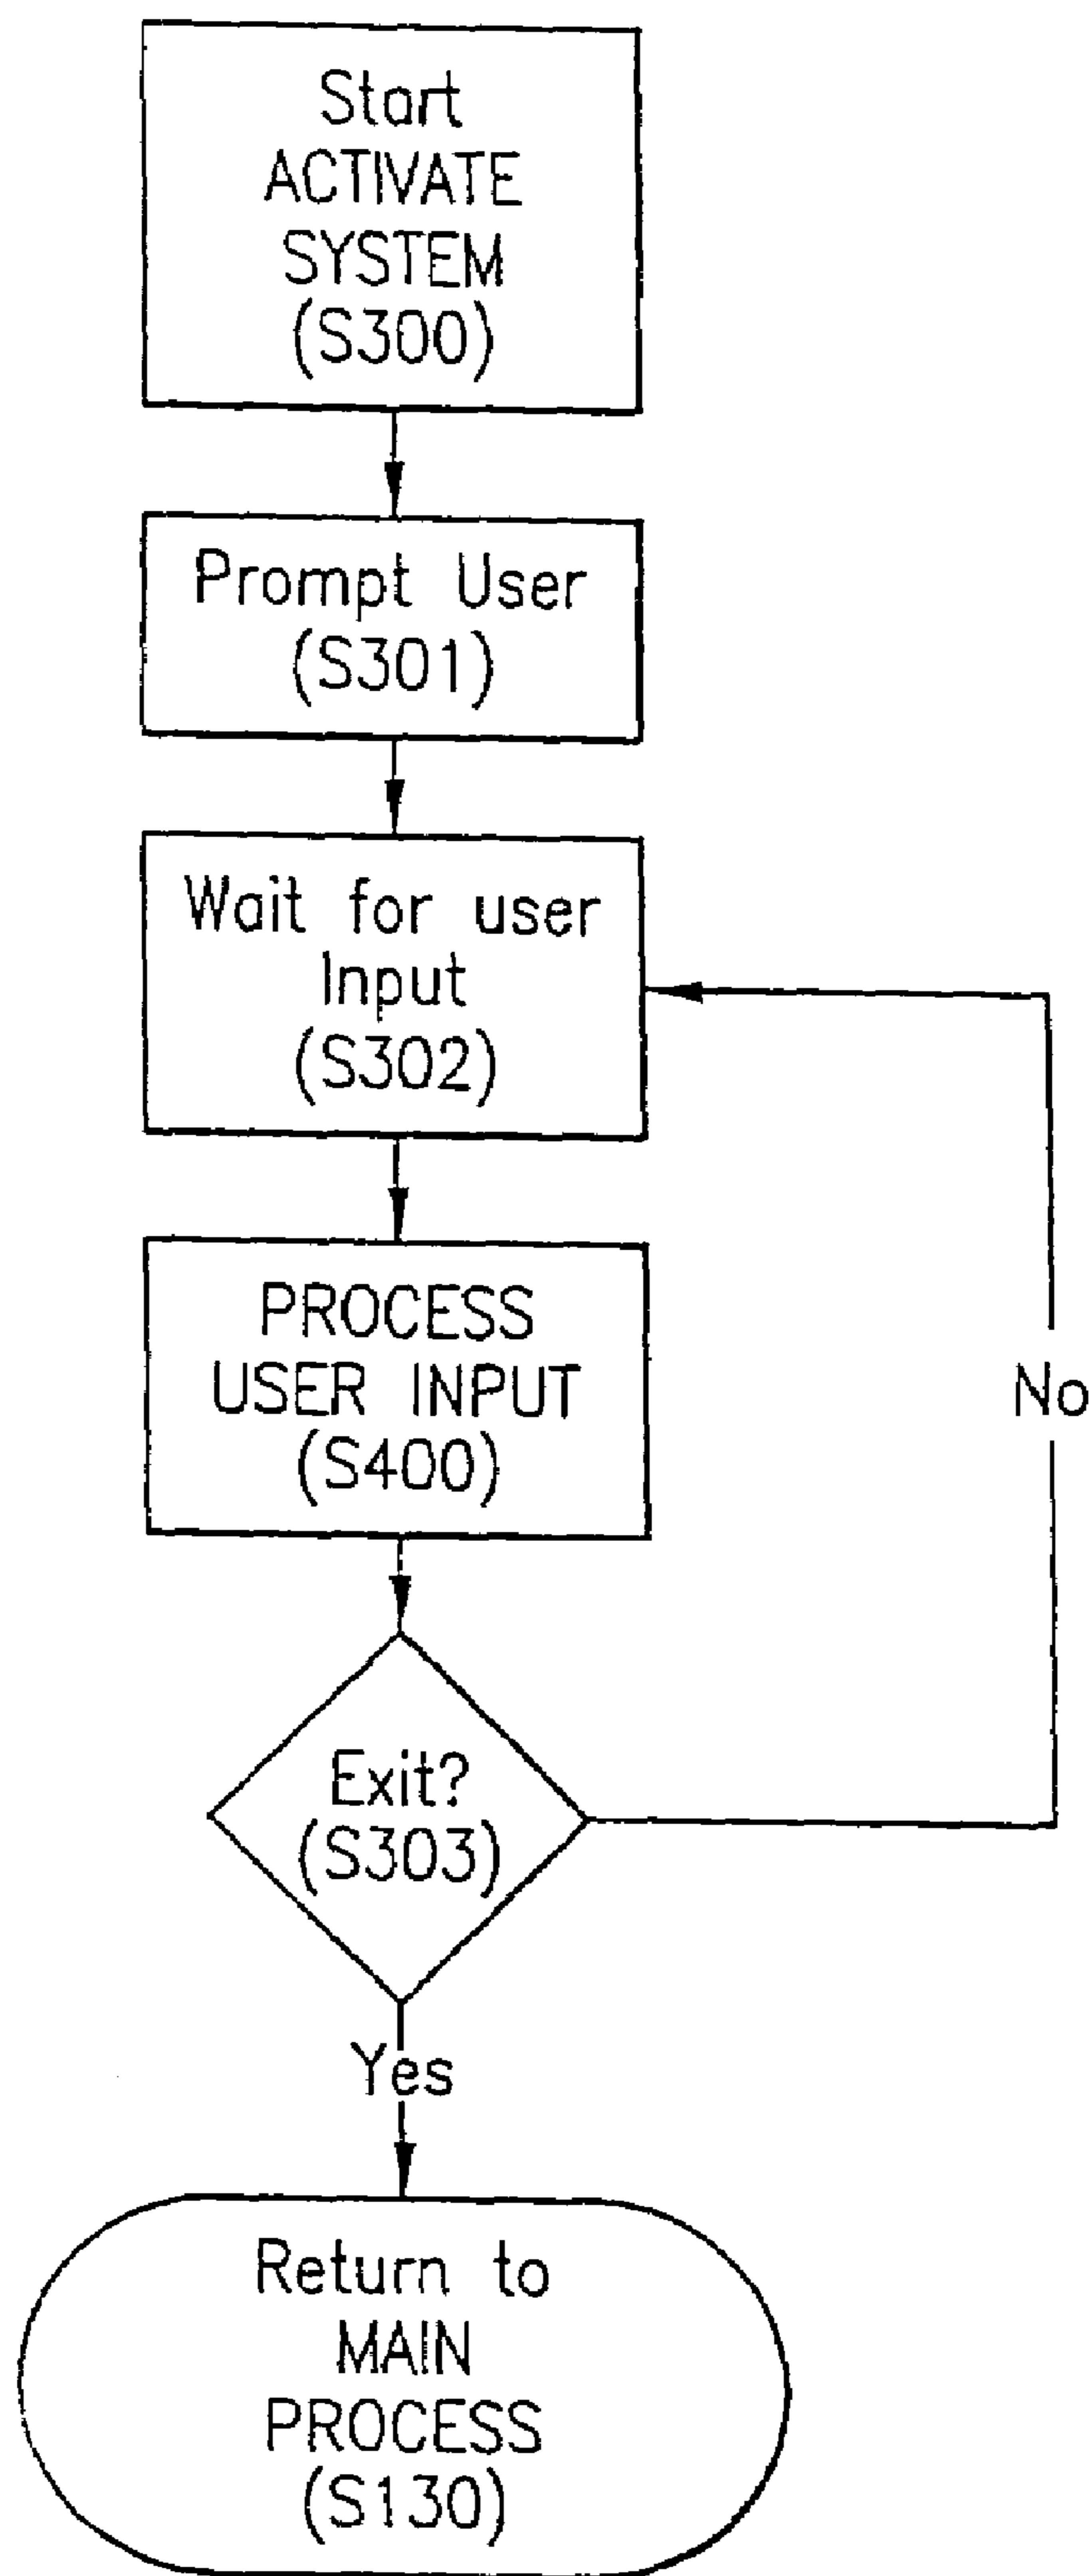 Start
ACTIVATE
SYSTEM
(S300)
Prompt User
(S301)
Wait for user
Input
(S302)
PROCESS
USER INPUT
(S400)
No
Exit?
(S303)
Yes
Return to
MAIN
PROCESS
(S130)